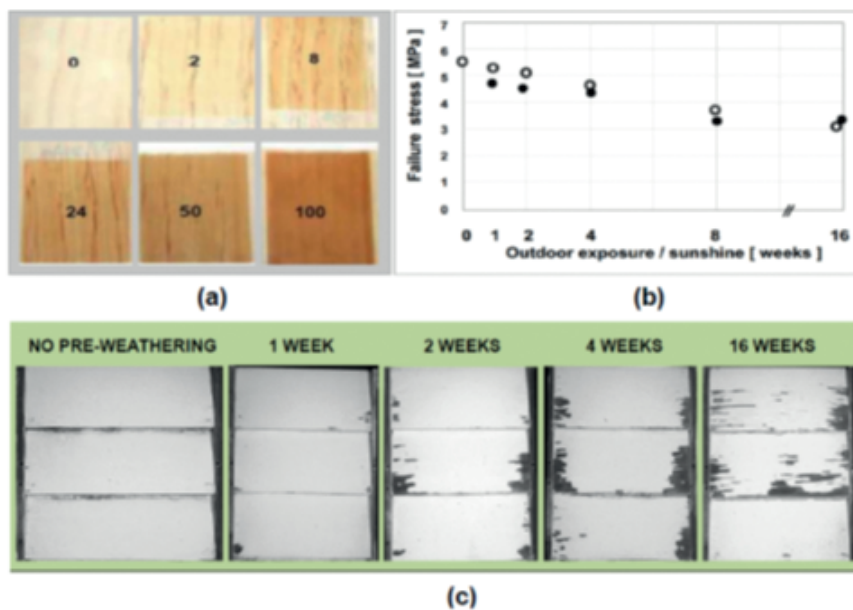 0
2
8
24
50
100
(a)
Failure stress [ MPa ]
7
6
5
4
3
2
1
0
0 1 2 4 8 // 16
Outdoor exposure / sunshine [ weeks ]
(b)
NO PRE-WEATHERING 1 WEEK 2 WEEKS 4 WEEKS 16 WEEKS
(c)